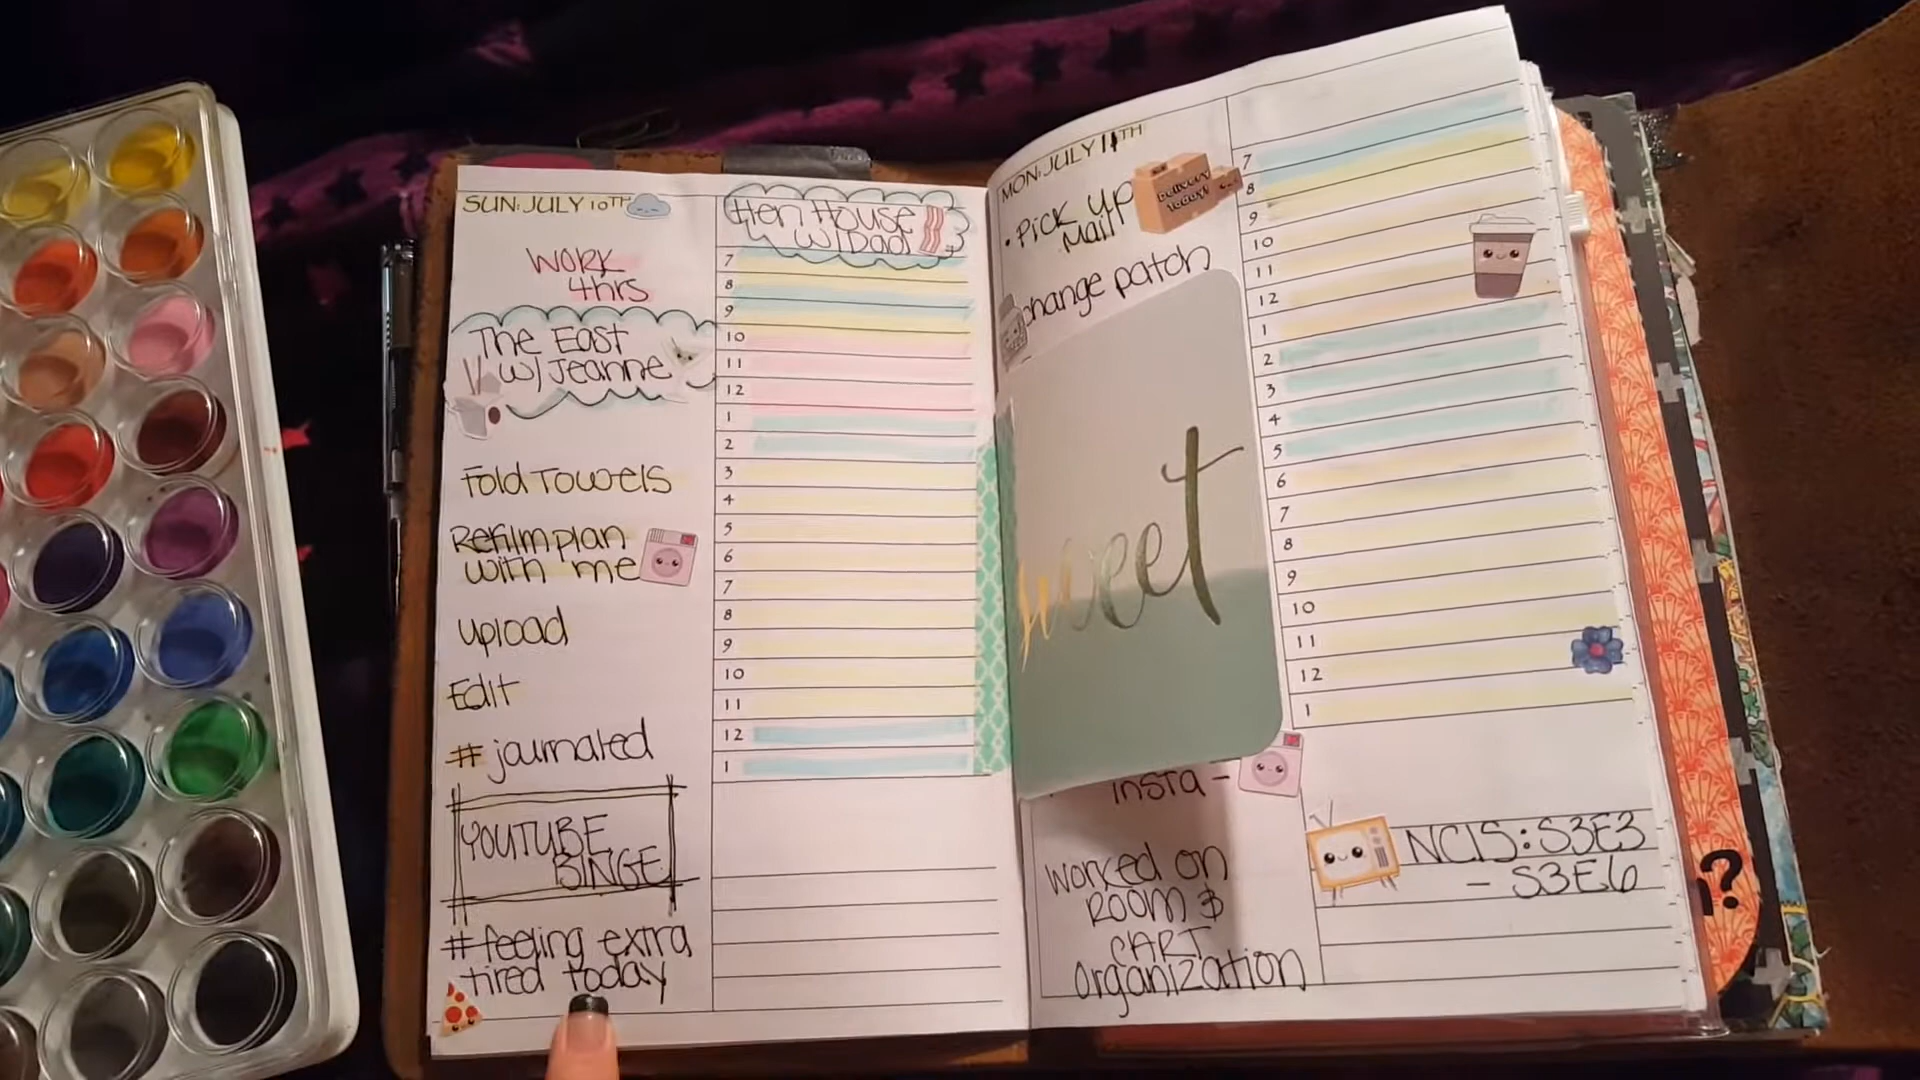 SUN: JULY 10TH
WORK
4hrs
The East
w/ Jeanne
Fold Towels
Refilm plan
with me
upload
Edit
# journaled
YOUTUBE
BINGE
#feeling extra
tired today
Hen House
w/ Dad
7
8
9
10
11
12
1
2
3
4
5
6
7
8
9
10
11
12
1
MON: JULY 11TH
• Pick up
Mail
Delivery
Today!
change patch
sweet
insta -
worked on
ROOM &
CART
organization
7
8
9
10
11
12
1
2
3
4
5
6
7
8
9
10
11
12
1
NCIS: S3E3
- S3E6
?